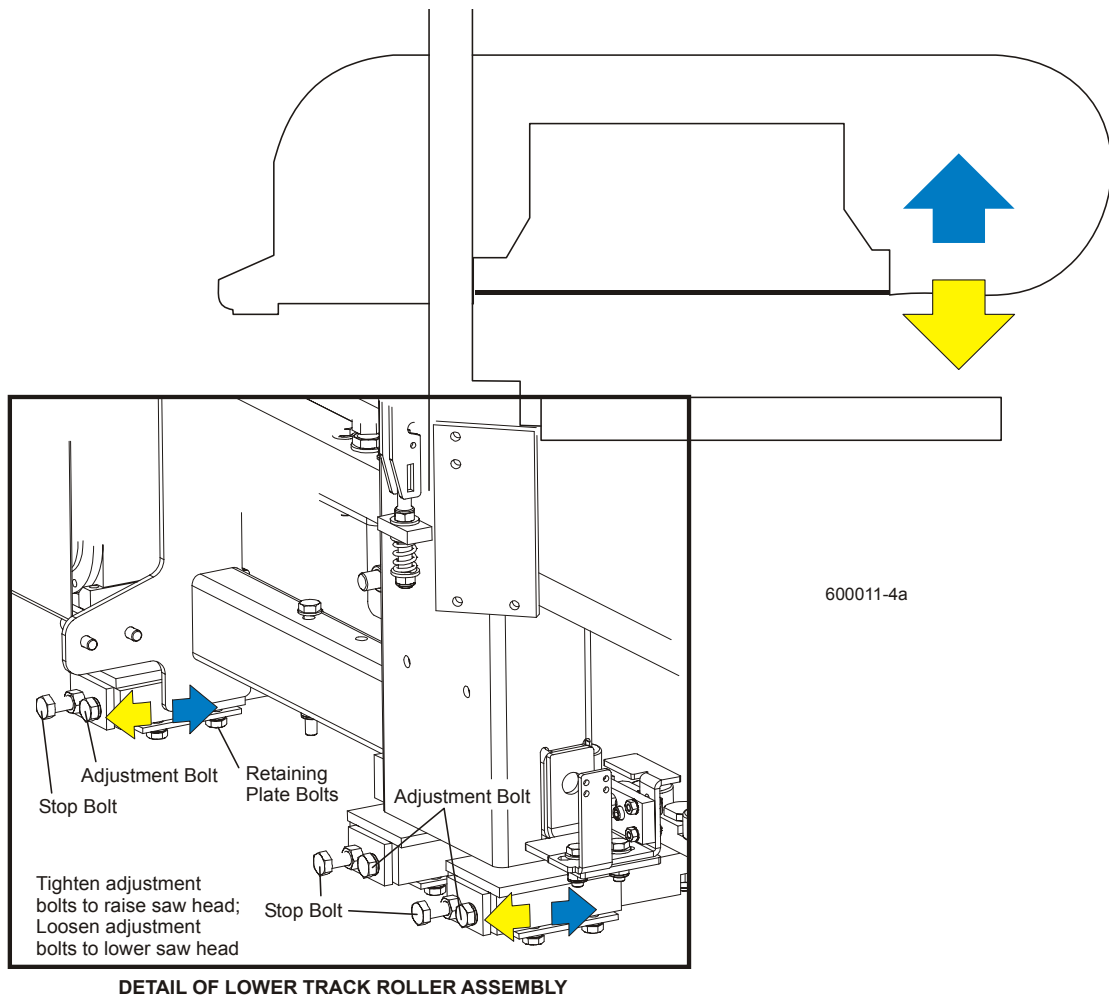 600011-4a
Adjustment Bolt
Stop Bolt
Retaining
Plate Bolts
Adjustment Bolt
Stop Bolt
Tighten adjustment
bolts to raise saw head;
Loosen adjustment
bolts to lower saw head
DETAIL OF LOWER TRACK ROLLER ASSEMBLY